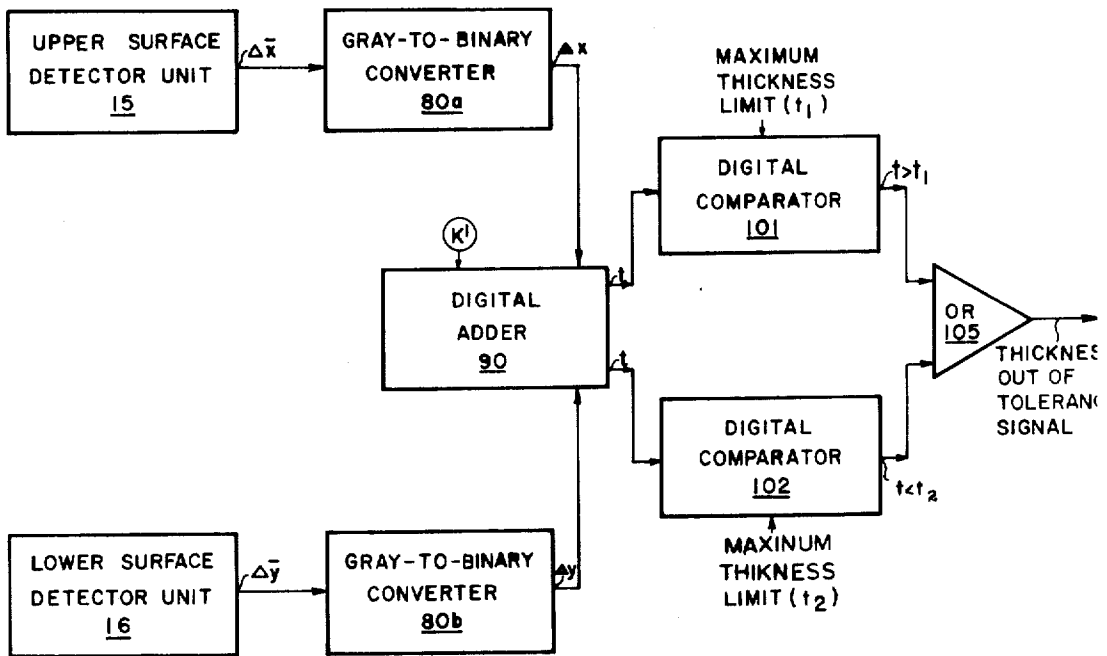 UPPER SURFACE
DETECTOR UNIT
15
Δx̄
GRAY-TO-BINARY
CONVERTER
80a
Δx
MAXIMUM
THICKNESS
LIMIT (t₁)
DIGITAL
COMPARATOR
101
t>t₁
K'
DIGITAL
ADDER
90
t
t
OR
105
THICKNES
OUT OF
TOLERANC
SIGNAL
DIGITAL
COMPARATOR
102
t<t₂
MAXINUM
THIKNESS
LIMIT (t₂)
LOWER SURFACE
DETECTOR UNIT
16
Δȳ
GRAY-TO-BINARY
CONVERTER
80b
Δy